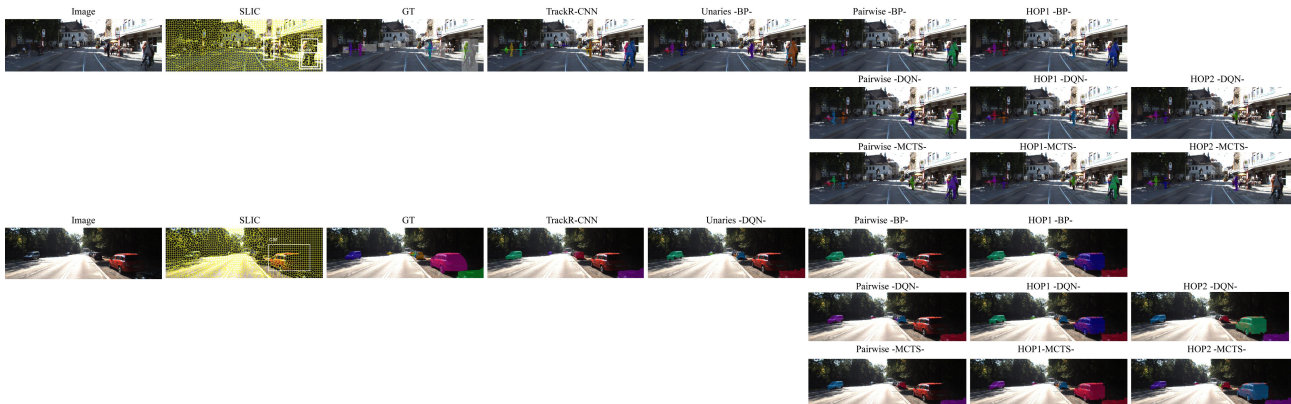 Image SLIC GT TrackR-CNN Unaries -BP- Pairwise -BP- HOP1 -BP-
Pairwise -DQN- HOP1 -DQN- HOP2 -DQN-
Pairwise -MCTS- HOP1-MCTS- HOP2 -MCTS-
Image SLIC GT TrackR-CNN Unaries -DQN- Pairwise -BP- HOP1 -BP-
Pairwise -DQN- HOP1 -DQN- HOP2 -DQN-
Pairwise -MCTS- HOP1-MCTS- HOP2 -MCTS-